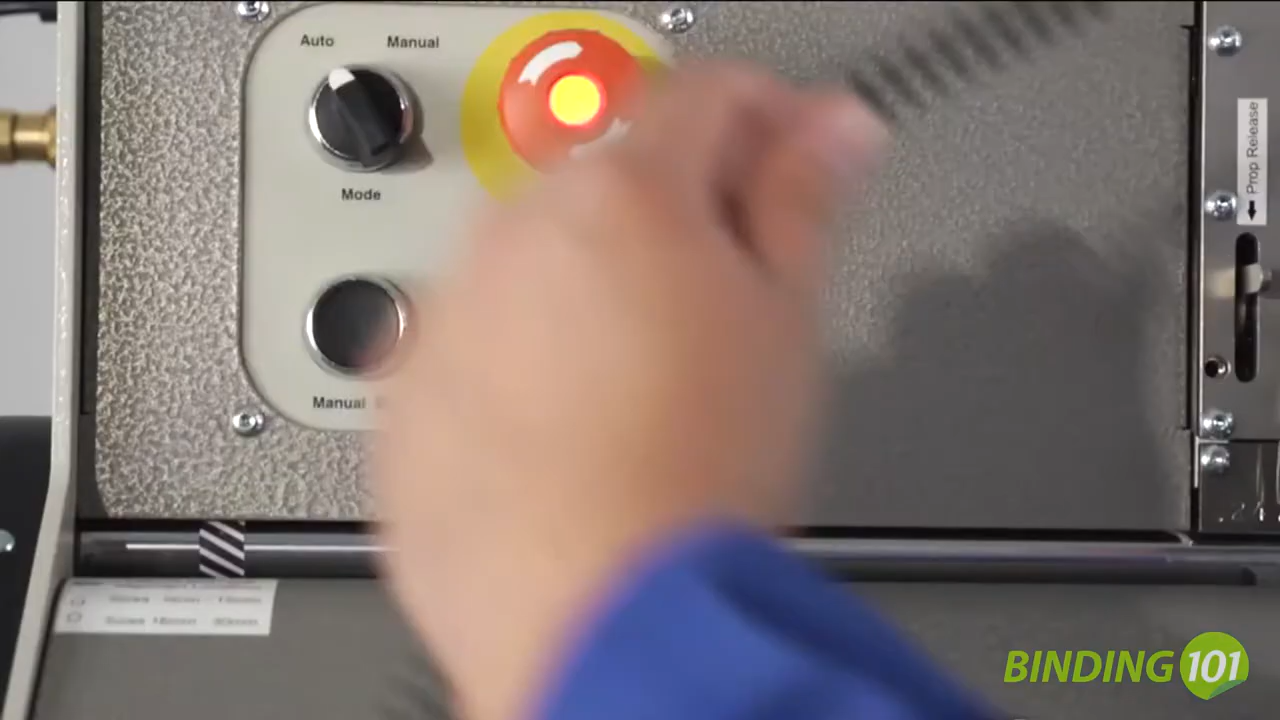 Auto Manual
Mode
Manual
Prop Release
BINDING 101